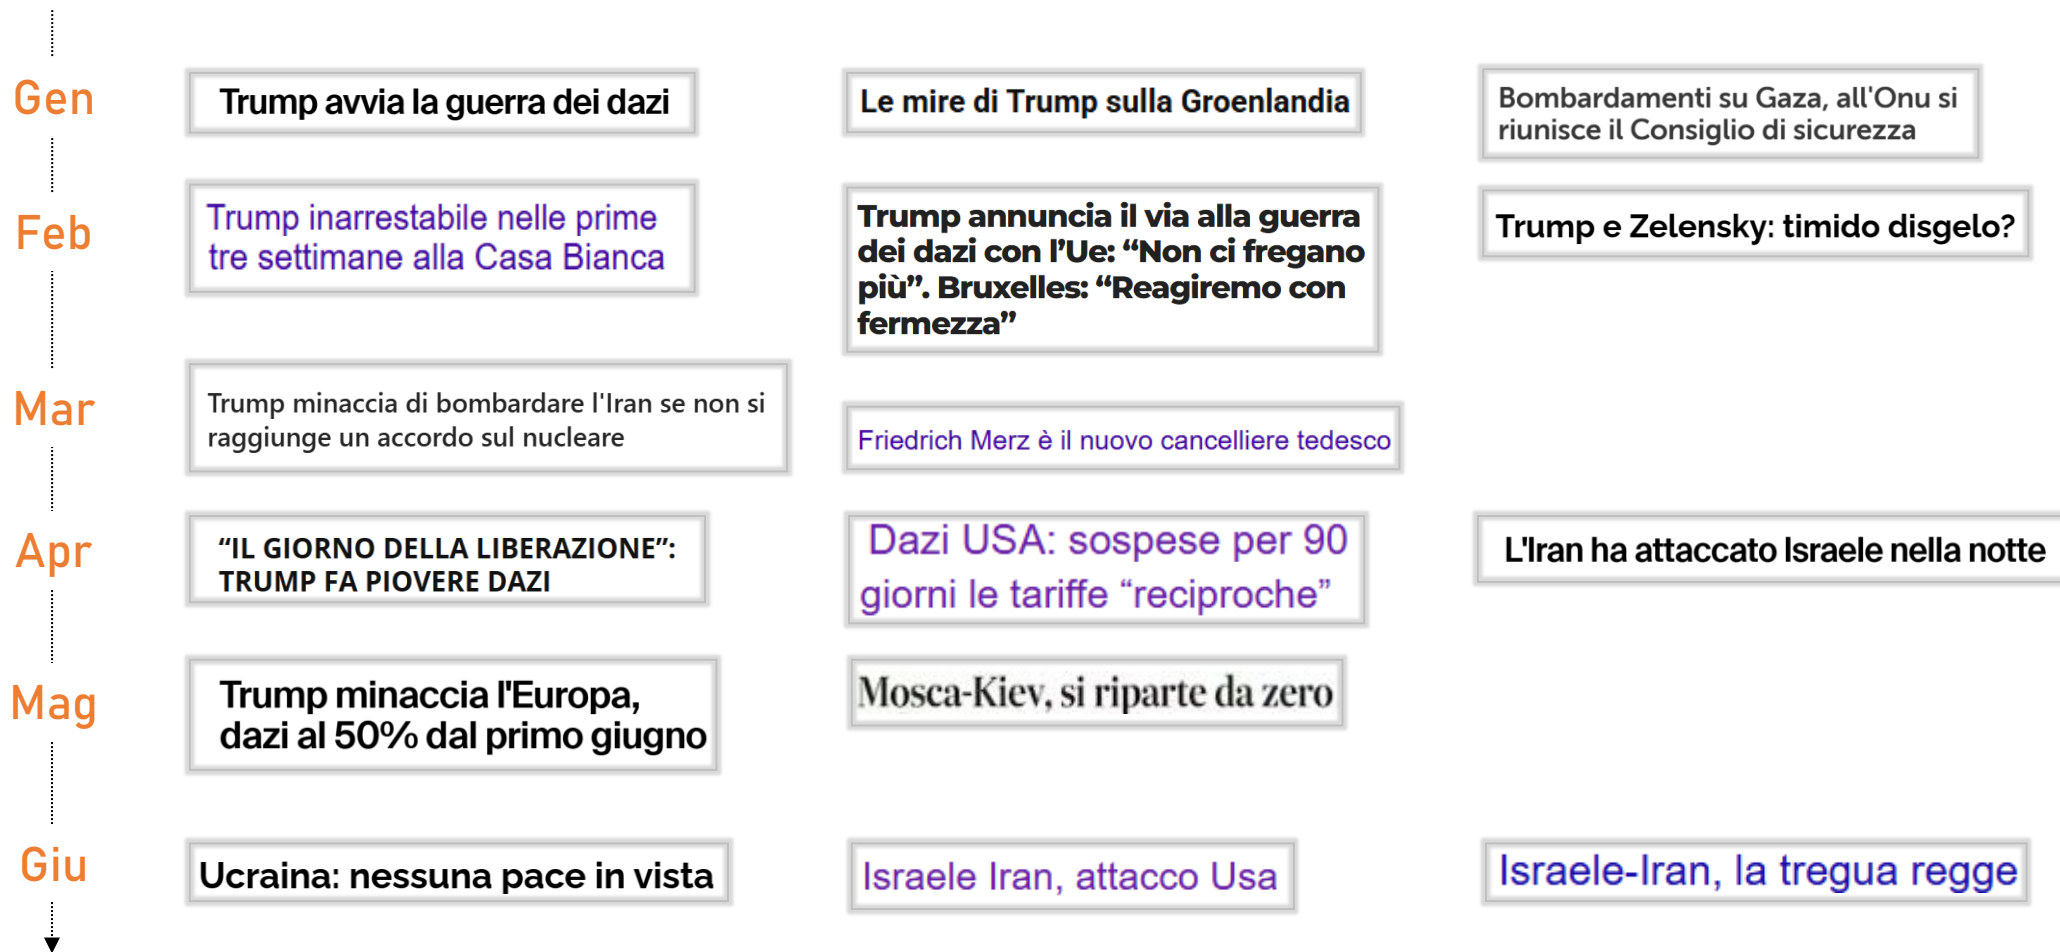 Gen
Trump avvia la guerra dei dazi
Le mire di Trump sulla Groenlandia
Bombardamenti su Gaza, all'Onu si
riunisce il Consiglio di sicurezza
Feb
Trump inarrestabile nelle prime
tre settimane alla Casa Bianca
Trump annuncia il via alla guerra
dei dazi con l’Ue: “Non ci fregano
più”. Bruxelles: “Reagiremo con
fermezza”
Trump e Zelensky: timido disgelo?
Mar
Trump minaccia di bombardare l'Iran se non si
raggiunge un accordo sul nucleare
Friedrich Merz è il nuovo cancelliere tedesco
Apr
“IL GIORNO DELLA LIBERAZIONE”:
TRUMP FA PIOVERE DAZI
Dazi USA: sospese per 90
giorni le tariffe “reciproche”
L'Iran ha attaccato Israele nella notte
Mag
Trump minaccia l'Europa,
dazi al 50% dal primo giugno
Mosca-Kiev, si riparte da zero
Giu
Ucraina: nessuna pace in vista
Israele Iran, attacco Usa
Israele-Iran, la tregua regge